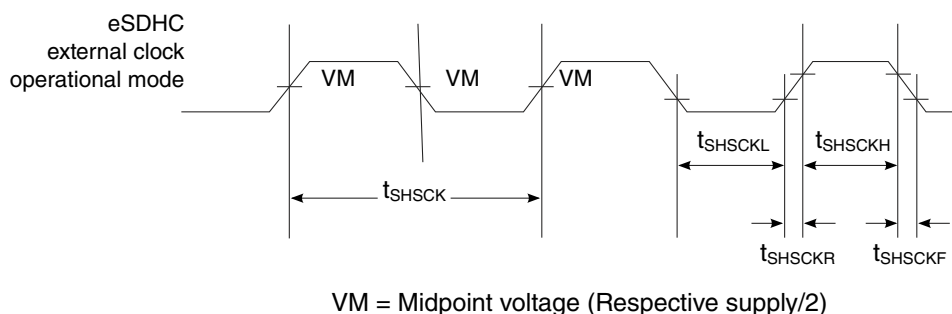 eSDHC
external clock
operational mode
VM VM VM
tSHSCKL tSHSCKH
tSHSCK
tSHSCKR tSHSCKF
VM = Midpoint voltage (Respective supply/2)